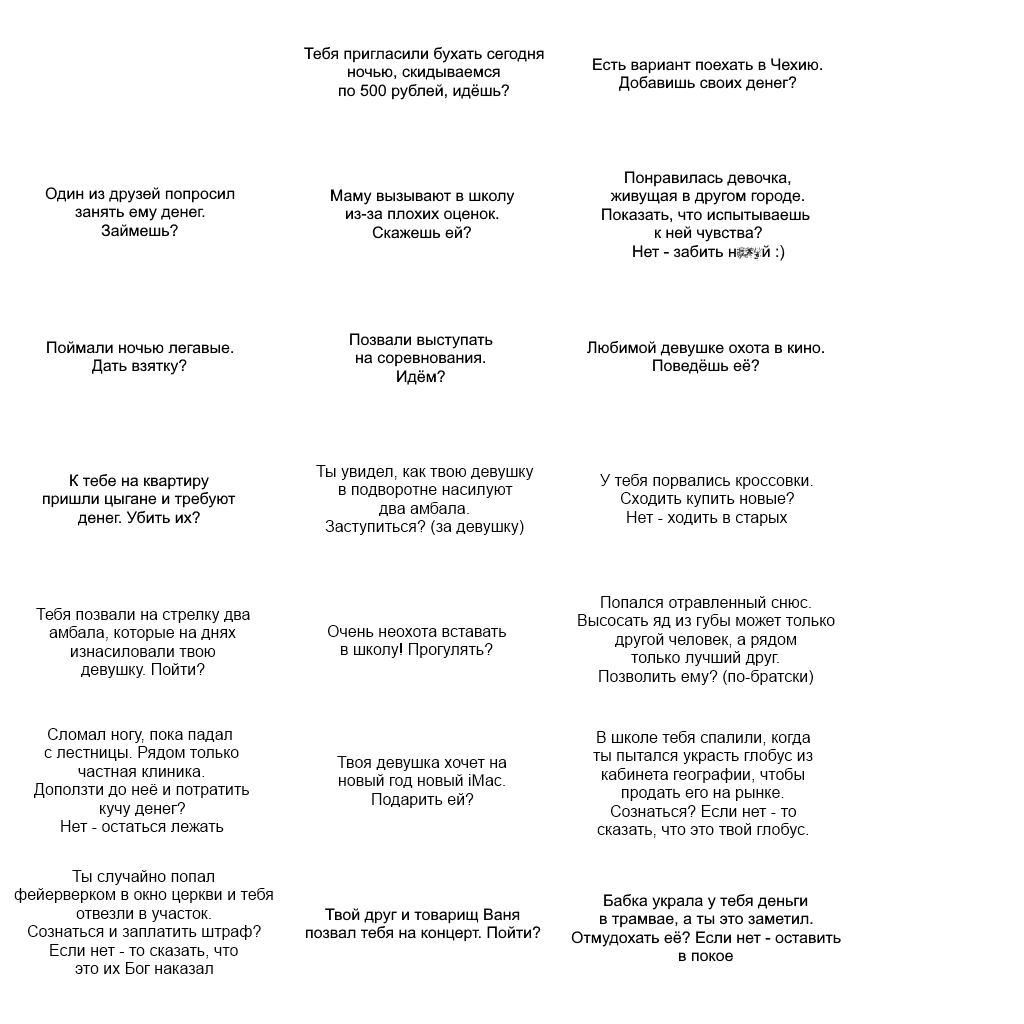 Тебя пригласили бухать сегодня
ночью, скидываемся
по 500 рублей, идёшь?
Есть вариант поехать в Чехию.
Добавишь своих денег?
Один из друзей попросил
занять ему денег.
Займешь?
Маму вызывают в школу
из-за плохих оценок.
Скажешь ей?
Понравилась девочка,
живущая в другом городе.
Показать, что испытываешь
к ней чувства?
Нет - забить :)
Поймали ночью легавые.
Дать взятку?
Позвали выступать
на соревнования.
Идём?
Любимой девушке охота в кино.
Поведёшь её?
К тебе на квартиру
пришли цыгане и требуют
денег. Убить их?
Ты увидел, как твою девушку
в подворотне насилуют
два амбала.
Заступиться? (за девушку)
У тебя порвались кроссовки.
Сходить купить новые?
Нет - ходить в старых
Тебя позвали на стрелку два
амбала, которые на днях
изнасиловали твою
девушку. Пойти?
Очень неохота вставать
в школу! Прогулять?
Попался отравленный снюс.
Высосать яд из губы может только
другой человек, а рядом
только лучший друг.
Позволить ему? (по-братски)
Сломал ногу, пока падал
с лестницы. Рядом только
частная клиника.
Доползти до неё и потратить
кучу денег?
Нет - остаться лежать
Твоя девушка хочет на
новый год новый iMac.
Подарить ей?
В школе тебя спалили, когда
ты пытался украсть глобус из
кабинета географии, чтобы
продать его на рынке.
Сознаться? Если нет - то
сказать, что это твой глобус.
Ты случайно попал
фейерверком в окно церкви и тебя
отвезли в участок.
Сознаться и заплатить штраф?
Если нет - то сказать, что
это их Бог наказал
Твой друг и товарищ Ваня
позвал тебя на концерт. Пойти?
Бабка украла у тебя деньги
в трамвае, а ты это заметил.
Отмудохать её? Если нет - оставить
в покое